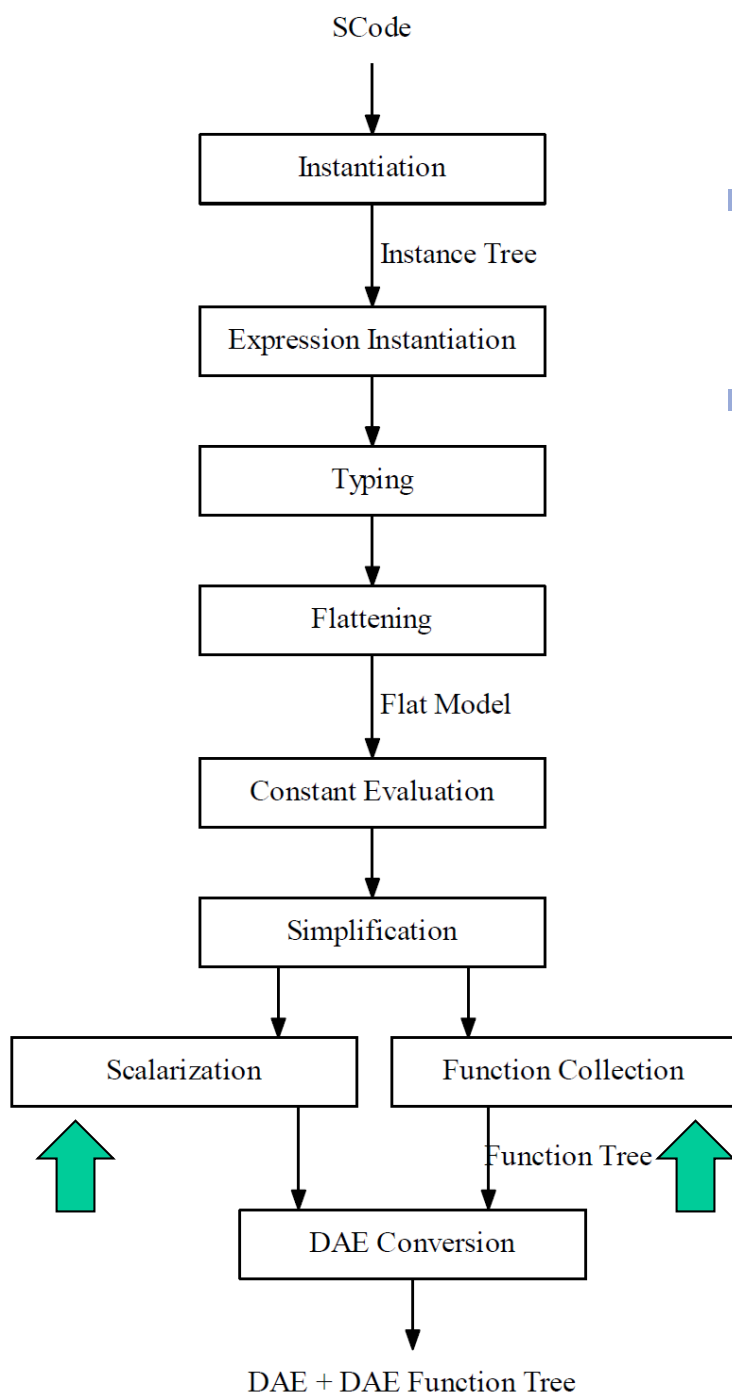 SCode
Instantiation
Instance Tree
Expression Instantiation
Typing
Flattening
Flat Model
Constant Evaluation
Simplification
Scalarization
Function Collection
Function Tree
DAE Conversion
DAE + DAE Function Tree